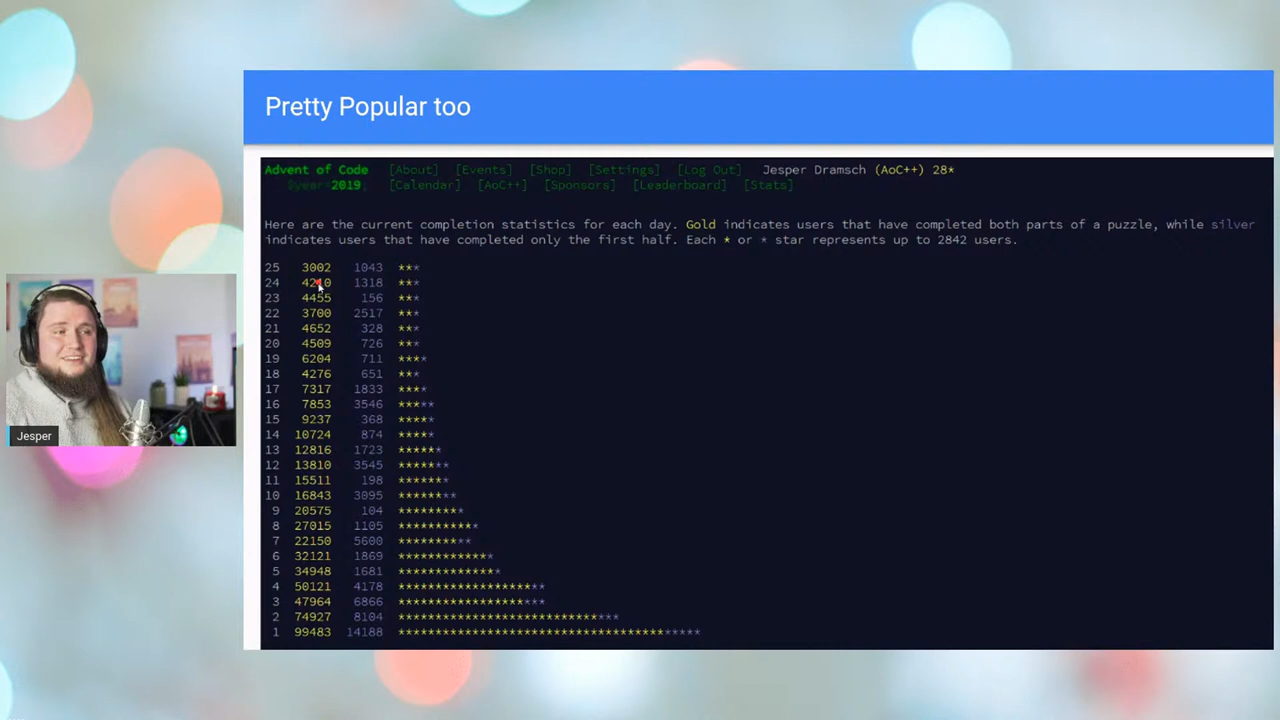 Pretty Popular too
Advent of Code [About] [Events] [Shop] [Settings] [Log Out] Jesper Dramsch (AoC++) 28*
$year=2019; [Calendar] [AoC++] [Sponsors] [Leaderboard] [Stats]
Here are the current completion statistics for each day. Gold indicates users that have completed both parts of a puzzle, while silver
indicates users that have completed only the first half. Each * or * star represents up to 2842 users.
25 3002 1043 ***
24 4210 1318 ***
23 4455 156 ***
22 3700 2517 ***
21 4652 328 ***
20 4509 726 ***
19 6204 711 ****
18 4276 651 ***
17 7317 1833 ****
16 7853 3546 *****
15 9237 368 *****
14 10724 874 *****
13 12816 1723 ******
12 13810 3545 *******
11 15511 198 *******
10 16843 3095 ********
9 20575 104 *********
8 27015 1105 ***********
7 22150 5600 **********
6 32121 1869 *************
5 34948 1681 **************
4 50121 4178 ********************
3 47964 6866 ********************
2 74927 8104 ******************************
1 99483 14188 *****************************************
Jesper